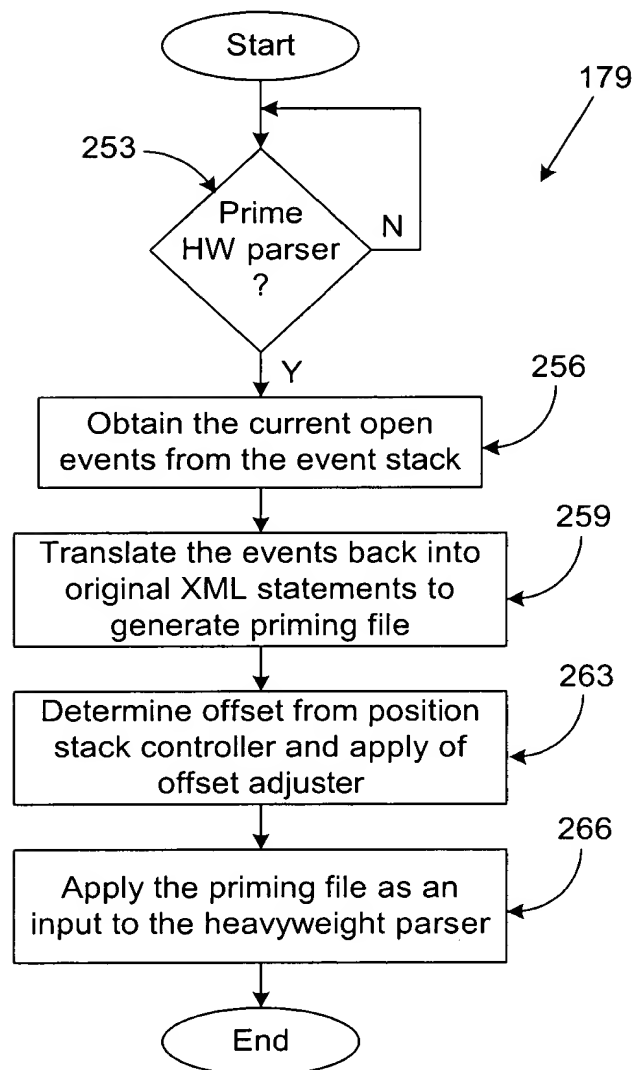 Start
179
253
Prime
HW parser
?
N
Y
256
Obtain the current open
events from the event stack
259
Translate the events back into
original XML statements to
generate priming file
263
Determine offset from position
stack controller and apply of
offset adjuster
266
Apply the priming file as an
input to the heavyweight parser
End